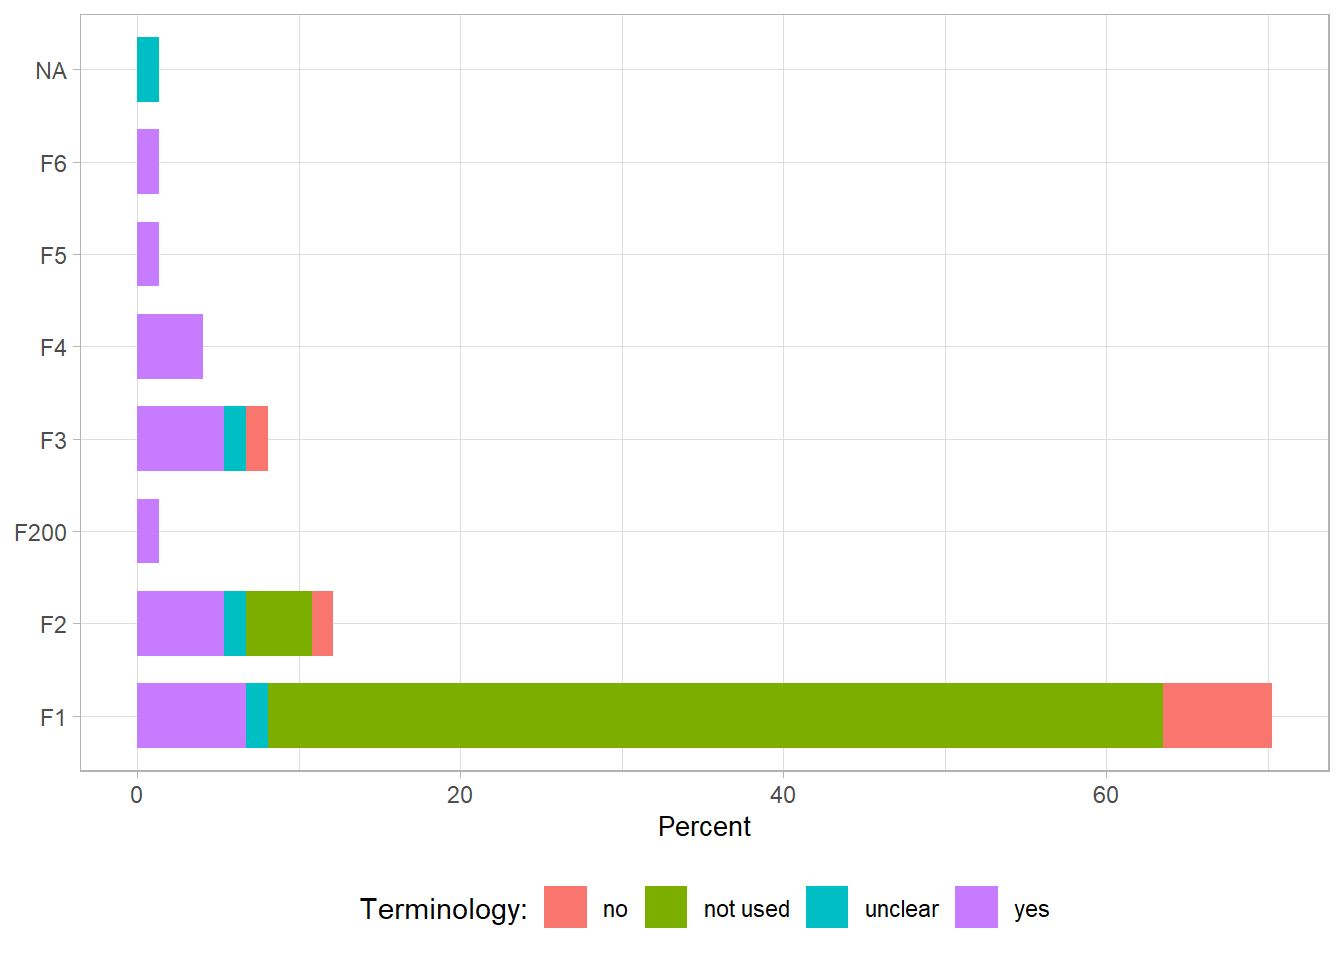 NA
F6
F5
F4
F3
F200
F2
F1
0 20 40 60
Percent
Terminology: no not used unclear yes